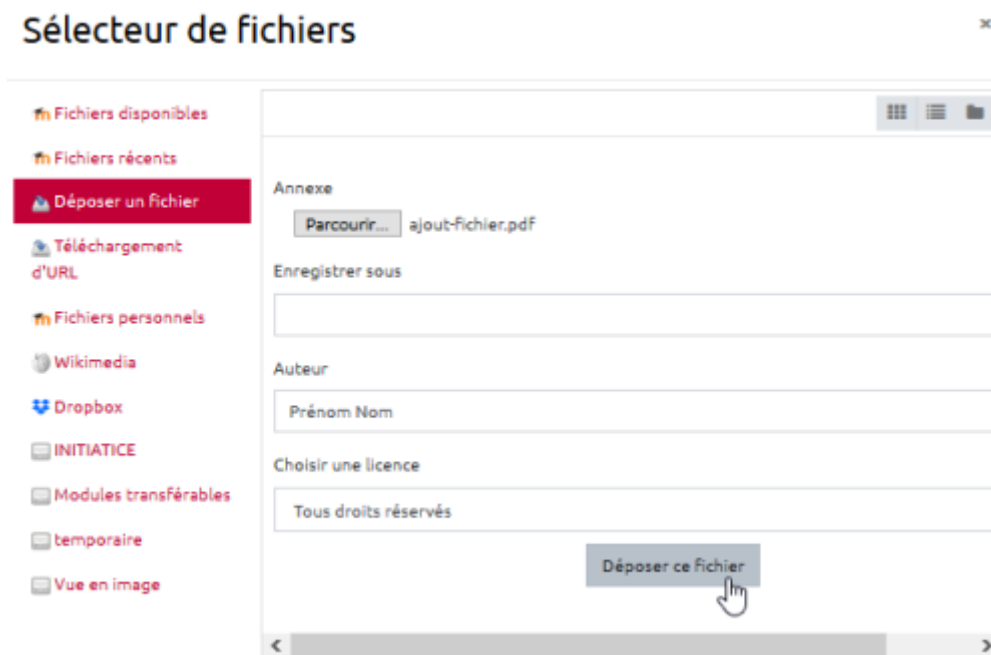 Sélecteur de fichiers
×
Fichiers disponibles
Fichiers récents
Déposer un fichier
Téléchargement
d'URL
Fichiers personnels
Wikimedia
Dropbox
INITIATICE
Modules transférables
temporaire
Vue en image
Annexe
Parcourir... ajout-fichier.pdf
Enregistrer sous
Auteur
Prénom Nom
Choisir une licence
Tous droits réservés
Déposer ce fichier